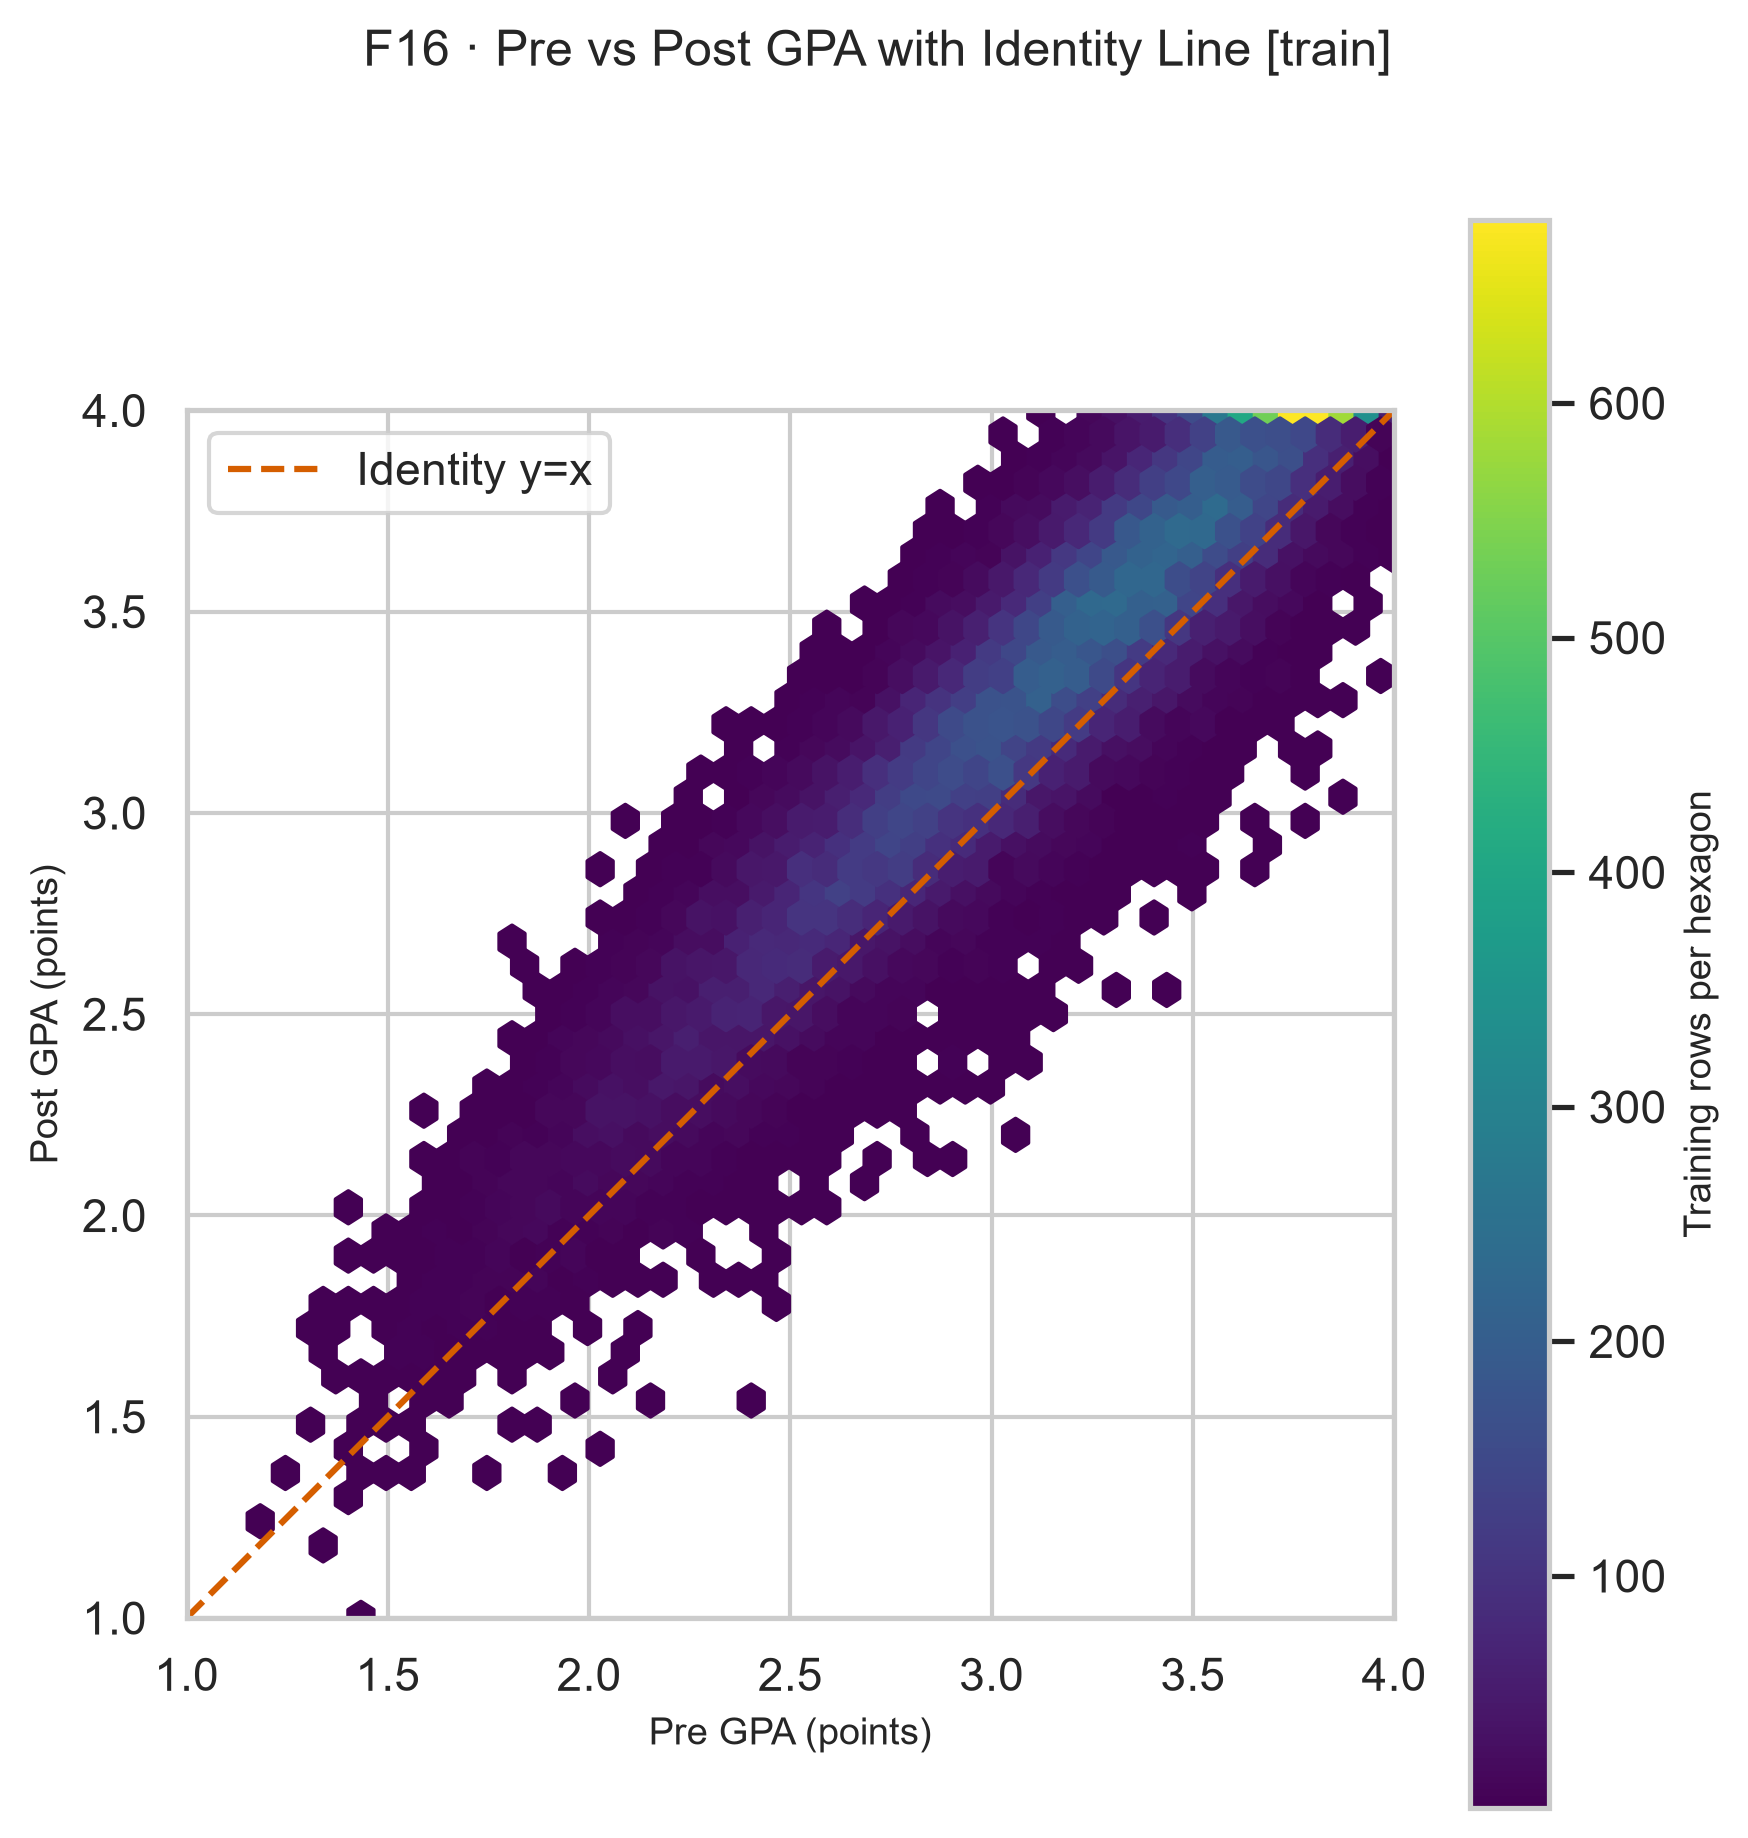 F16 · Pre vs Post GPA with Identity Line [train]
Identity y=x
4.0
3.5
3.0
2.5
2.0
1.5
1.0
Post GPA (points)
1.0 1.5 2.0 2.5 3.0 3.5 4.0
Pre GPA (points)
600
500
400
300
200
100
Training rows per hexagon